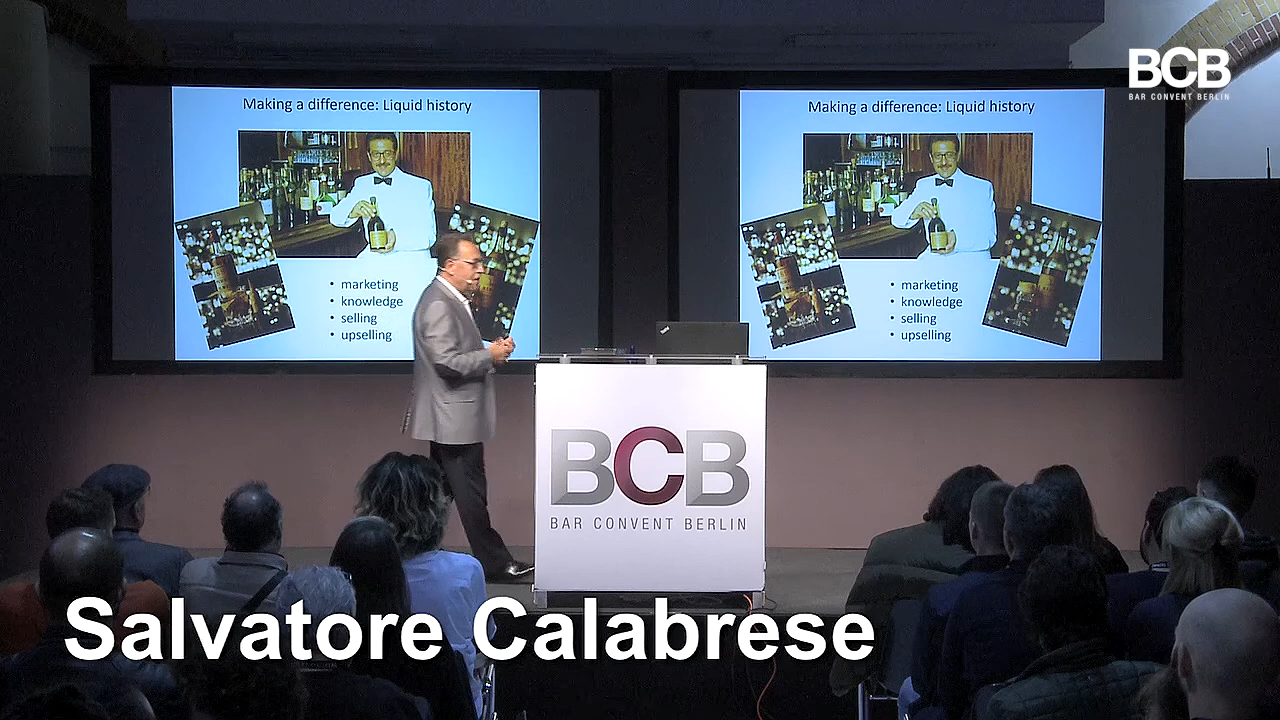 BCB
BAR CONVENT BERLIN
Making a difference: Liquid history
• marketing
• knowledge
• selling
• upselling
Making a difference: Liquid history
• marketing
• knowledge
• selling
• upselling
BCB
BAR CONVENT BERLIN
Salvatore Calabrese